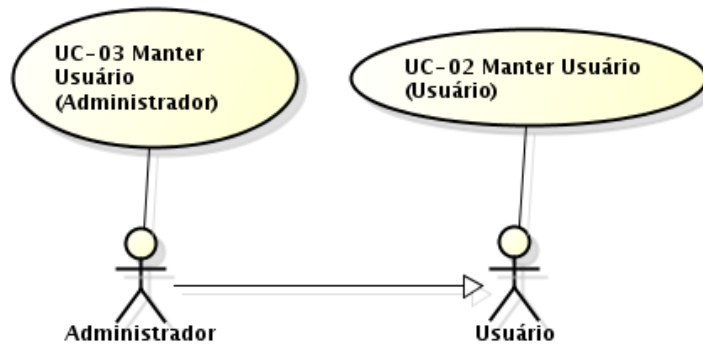 UC-03 Manter
Usuário
(Administrador)
UC-02 Manter Usuário
(Usuário)
Administrador
Usuário